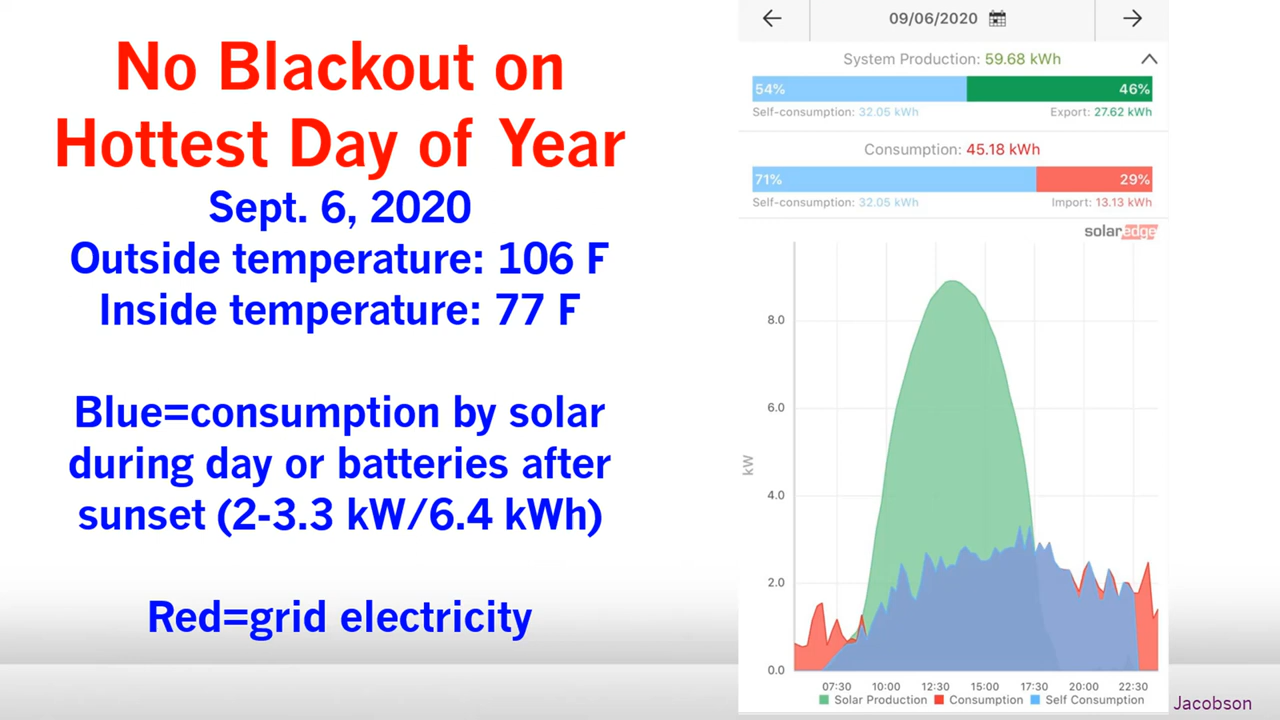 No Blackout on
Hottest Day of Year
Sept. 6, 2020
Outside temperature: 106 F
Inside temperature: 77 F
Blue=consumption by solar
during day or batteries after
sunset (2-3.3 kW/6.4 kWh)
Red=grid electricity
09/06/2020
System Production: 59.68 kWh
54% 46%
Self-consumption: 32.05 kWh Export: 27.62 kWh
Consumption: 45.18 kWh
71% 29%
Self-consumption: 32.05 kWh Import: 13.13 kWh
solaredge
8.0
6.0
kW
4.0
2.0
0.0
07:30 10:00 12:30 15:00 17:30 20:00 22:30
Solar Production Consumption Self Consumption
Jacobson